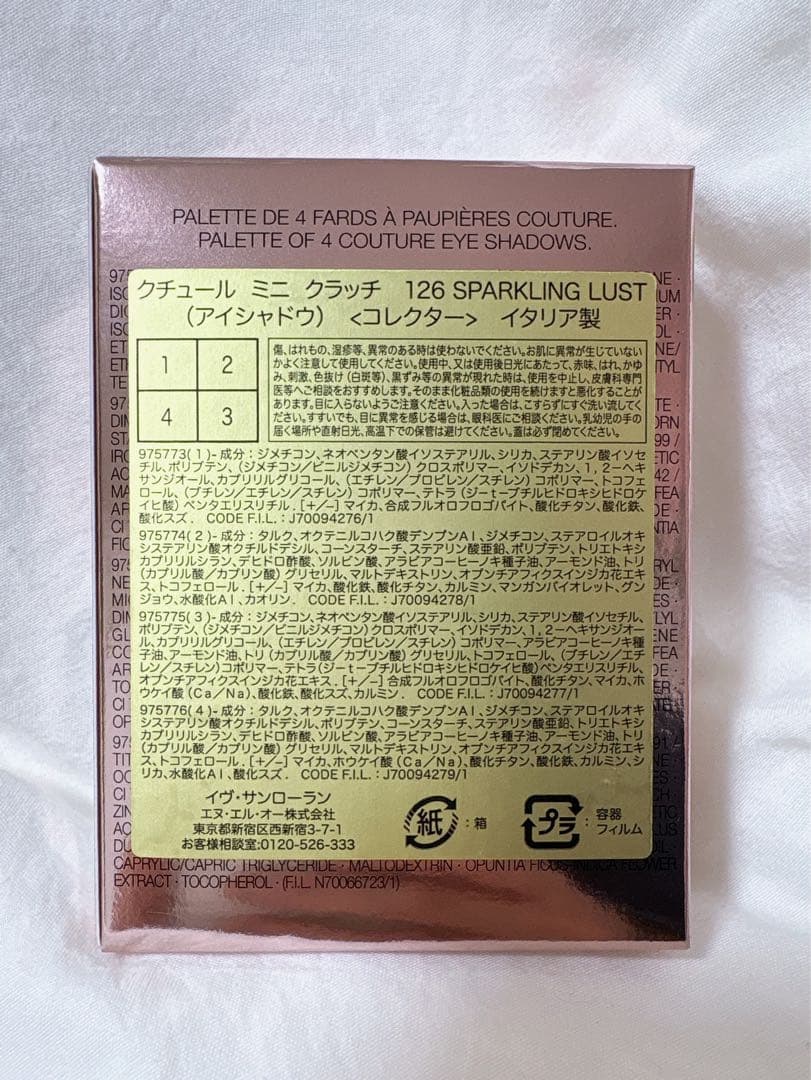 PALETTE DE 4 FARDS À PAUPIÈRES COUTURE.
PALETTE OF 4 COUTURE EYE SHADOWS.
クチュール ミニ クラッチ 126 SPARKLING LUST
（アイシャドウ） <コレクター> イタリア製
1 2
4 3
傷、はれもの、湿疹等、異常のある時は使わないでください。お肌に異常が生じていない
かよく注意して使用してください。使用中、又は使用後日光にあたって、赤味、はれ、かゆ
み、刺激、色抜け（白斑等）、黒ずみ等の異常が現れた時は、使用を中止し、皮膚科専門
医等へご相談をおすすめします。そのまま化粧品類の使用を続けますと悪化することが
あります。目に入らないようご注意ください。入った場合は、こすらずにすぐ洗い流してく
ださい。すすいでも、目に異常を感じる場合は、眼科医にご相談ください。乳幼児の手の
届く場所や直射日光、高温下での保管は避けてください。蓋は必ず閉めてください。
975773(1)-成分：ジメチコン、ネオペンタン酸イソステアリル、シリカ、ステアリン酸イソセ
チル、ポリブテン、（ジメチコン/ビニルジメチコン）クロスポリマー、イソドデカン、1,2-ヘキ
サンジオール、カプリリルグリコール、（エチレン/プロピレン/スチレン）コポリマー、トコフェ
ロール、（ブチレン/エチレン/スチレン）コポリマー、テトラ（ジーtーブチルヒドロキシヒドロケ
イヒ酸）ペンタエリスリチル．[+/-]マイカ、合成フルオロフロゴパイト、酸化チタン、酸化鉄、
酸化スズ． CODE F.I.L.：J70094276/1
975774(2)-成分：タルク、オクテニルコハク酸デンプンAl、ジメチコン、ステアロイルオキ
システアリン酸オクチルドデシル、コーンスターチ、ステアリン酸亜鉛、ポリブテン、トリエトキシ
カプリリルシラン、デヒドロ酢酸、ソルビン酸、アラビアコーヒーノキ種子油、アーモンド油、トリ
（カプリル酸/カプリン酸）グリセリル、マルトデキストリン、オプンチアフィクスインジカ花エキ
ス、トコフェロール．[+/-]マイカ、酸化鉄、酸化チタン、カルミン、マンガンバイオレット、グン
ジョウ、水酸化Al、カオリン． CODE F.I.L.：J70094278/1
975775(3)-成分：ジメチコン、ネオペンタン酸イソステアリル、シリカ、ステアリン酸イソセチル、
ポリブテン、（ジメチコン/ビニルジメチコン）クロスポリマー、イソドデカン、1,2-ヘキサンジオー
ル、カプリリルグリコール、（エチレン/プロピレン/スチレン）コポリマー、アラビアコーヒーノキ種
子油、アーモンド油、トリ（カプリル酸/カプリン酸）グリセリル、トコフェロール、（ブチレン/エチ
レン/スチレン）コポリマー、テトラ（ジーtーブチルヒドロキシヒドロケイヒ酸）ペンタエリスリチル、
オプンチアフィクスインジカ花エキス．[+/-]合成フルオロフロゴパイト、酸化チタン、マイカ、ホ
ウケイ酸（Ca/Na）、酸化鉄、酸化スズ、カルミン． CODE F.I.L.：J70094277/1
975776(4)-成分：タルク、オクテニルコハク酸デンプンAl、ジメチコン、ステアロイルオキ
システアリン酸オクチルドデシル、ポリブテン、コーンスターチ、ステアリン酸亜鉛、トリエトキシ
カプリリルシラン、デヒドロ酢酸、ソルビン酸、アラビアコーヒーノキ種子油、アーモンド油、トリ
（カプリル酸/カプリン酸）グリセリル、マルトデキストリン、オプンチアフィクスインジカ花エキ
ス、トコフェロール．[+/-]マイカ、ホウケイ酸（Ca/Na）、酸化チタン、酸化鉄、カルミン、シ
リカ、水酸化Al、酸化スズ． CODE F.I.L.：J70094279/1
イヴ・サンローラン
エヌ・エル・オー株式会社
東京都新宿区西新宿3-7-1
お客様相談室:0120-526-333
紙：箱
プラ：容器
フィルム
CAPRYLIC/CAPRIC TRIGLYCERIDE · MALTODEXTRIN · OPUNTIA FICUS-INDICA FLOWER
EXTRACT · TOCOPHEROL · (F.I.L. N70066723/1)